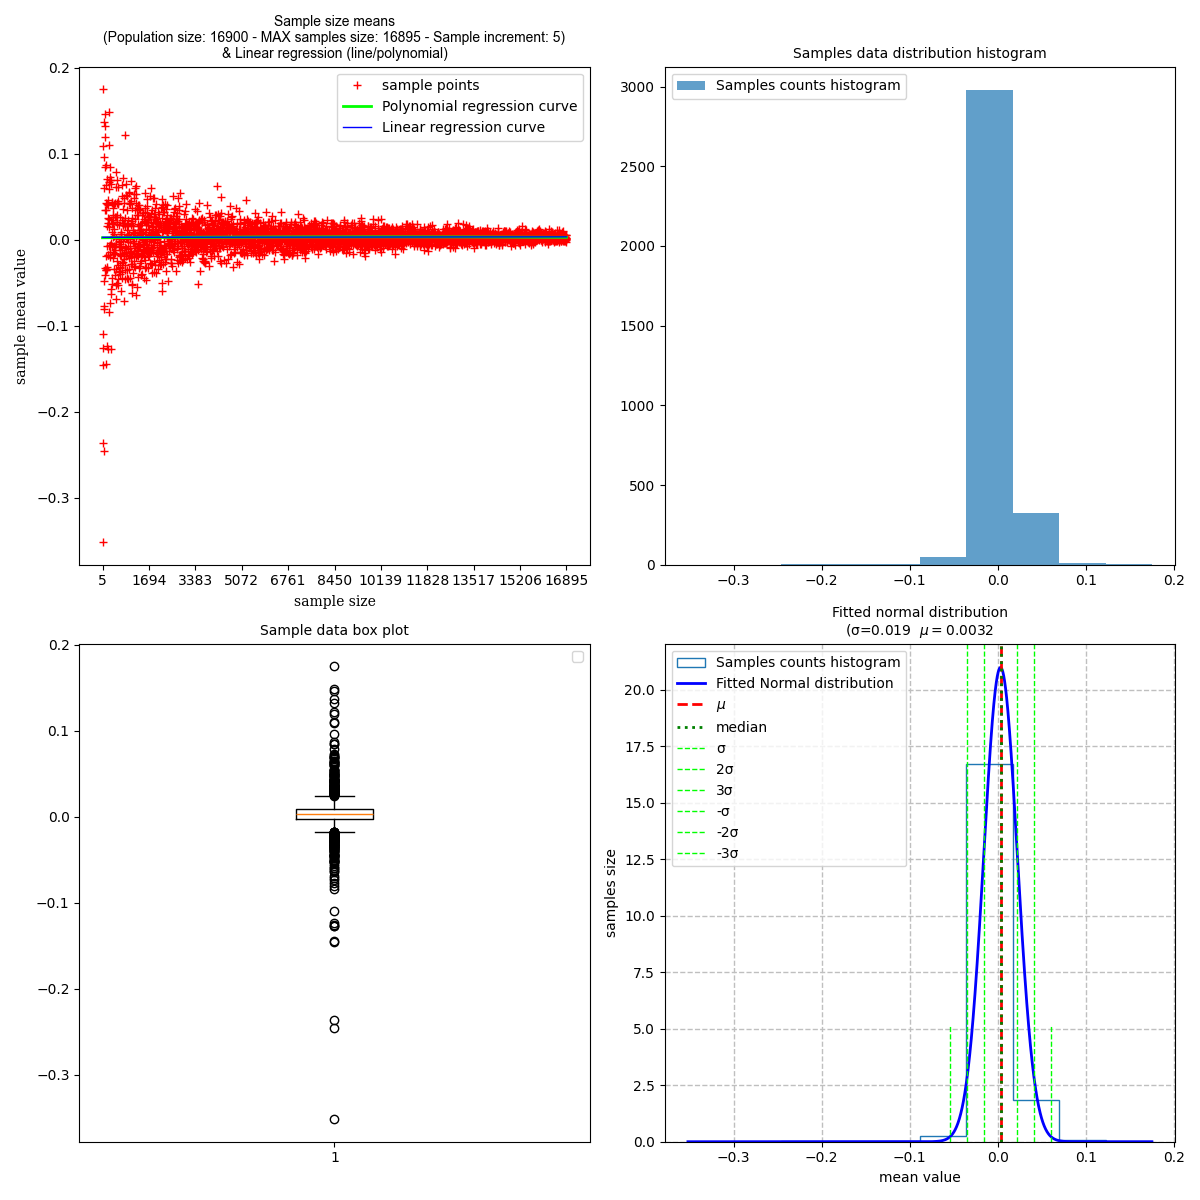 Sample size means
(Population size: 16900 - MAX samples size: 16895 - Sample increment: 5)
& Linear regression (line/polynomial)
sample points
Polynomial regression curve
Linear regression curve
0.2
0.1
0.0
−0.1
−0.2
−0.3
sample mean value
5 1694 3383 5072 6761 8450 10139 11828 13517 15206 16895
sample size
Samples data distribution histogram
Samples counts histogram
3000
2500
2000
1500
1000
500
0
−0.3 −0.2 −0.1 0.0 0.1 0.2
Sample data box plot
0.2
0.1
0.0
−0.1
−0.2
−0.3
1
Fitted normal distribution
(σ=0.019 μ = 0.0032
Samples counts histogram
Fitted Normal distribution
μ
median
σ
2σ
3σ
-σ
-2σ
-3σ
20.0
17.5
15.0
12.5
10.0
7.5
5.0
2.5
0.0
samples size
−0.3 −0.2 −0.1 0.0 0.1 0.2
mean value